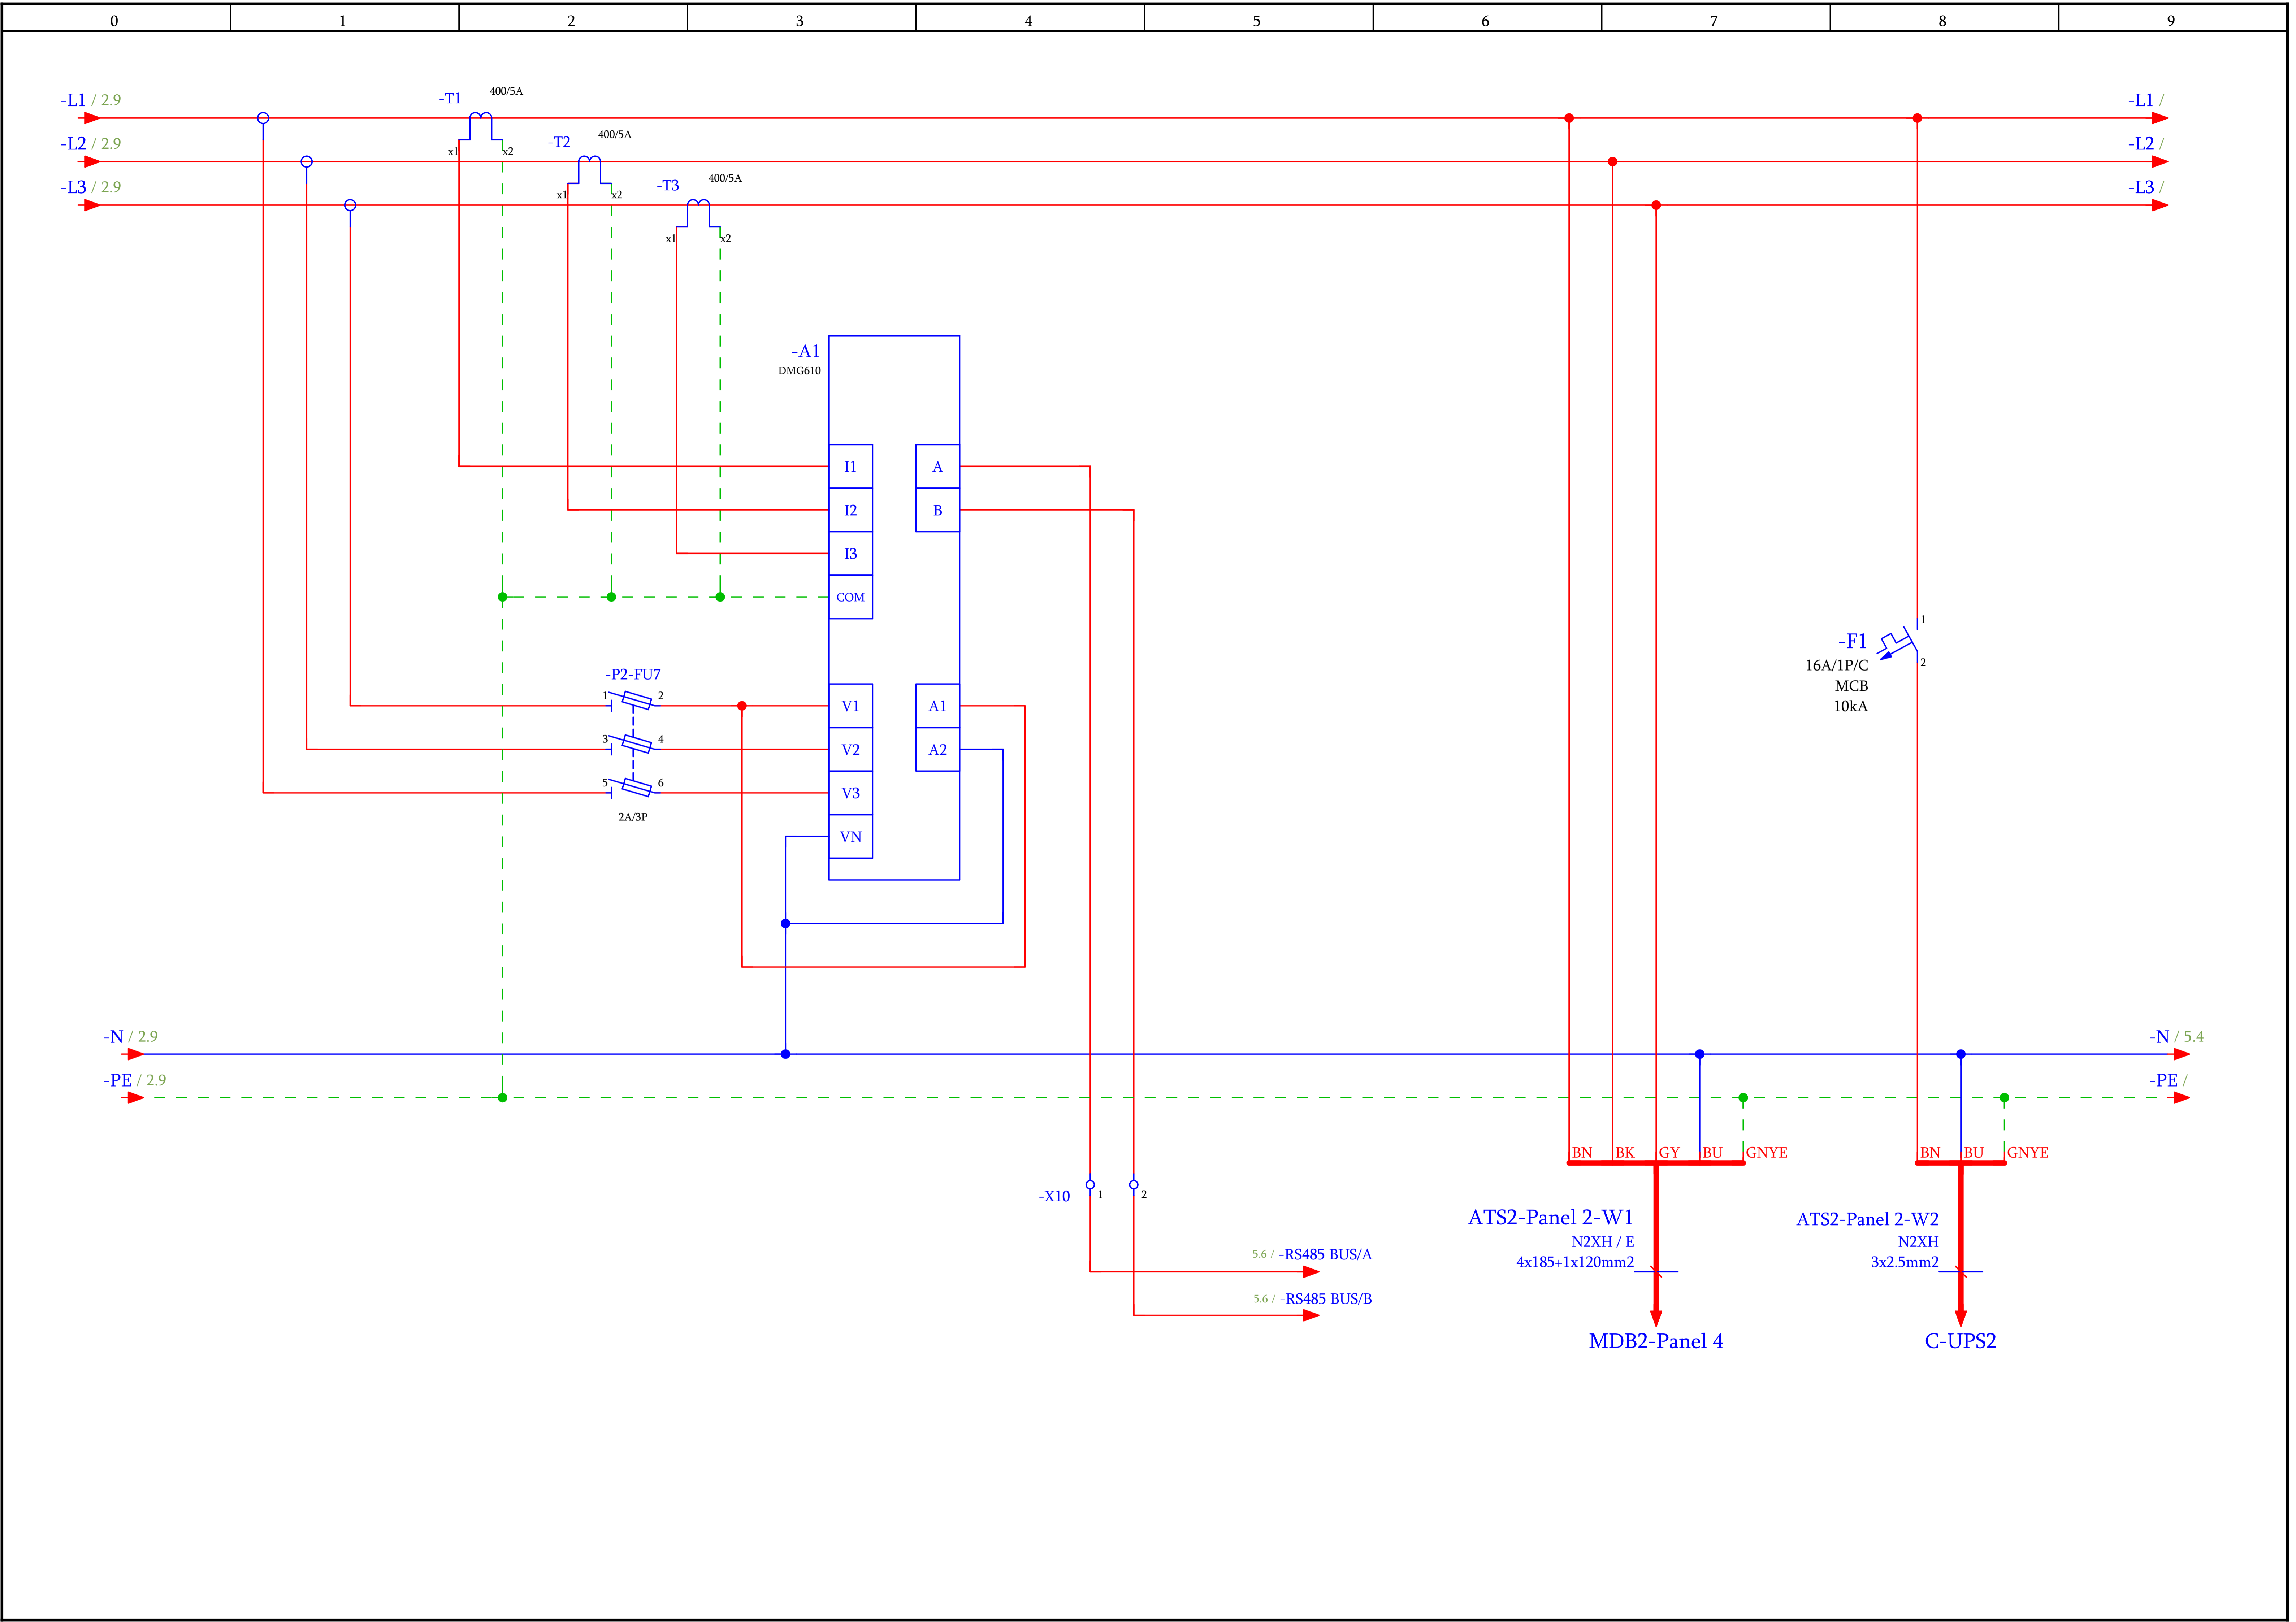 0 1 2 3 4 5 6 7 8 9
-L1 / 2.9
-T1
400/5A
-L1 /
x1 x2
-L2 / 2.9
-T2
400/5A
-L2 /
x1 x2
-L3 / 2.9
-T3
400/5A
-L3 /
x1 x2
-A1
DMG610
I1 A
I2 B
I3
COM
-P2-FU7
1 2 V1 A1
3 4 V2 A2
5 6 V3
2A/3P
VN
1
-F1
2
16A/1P/C
MCB
10kA
-N / 2.9
-N / 5.4
-PE / 2.9
-PE /
BN BK GY BU GNYE
BN BU GNYE
-X10 1 2
ATS2-Panel 2-W1
N2XH / E
4x185+1x120mm2
ATS2-Panel 2-W2
N2XH
3x2.5mm2
5.6 / -RS485 BUS/A
5.6 / -RS485 BUS/B
MDB2-Panel 4
C-UPS2